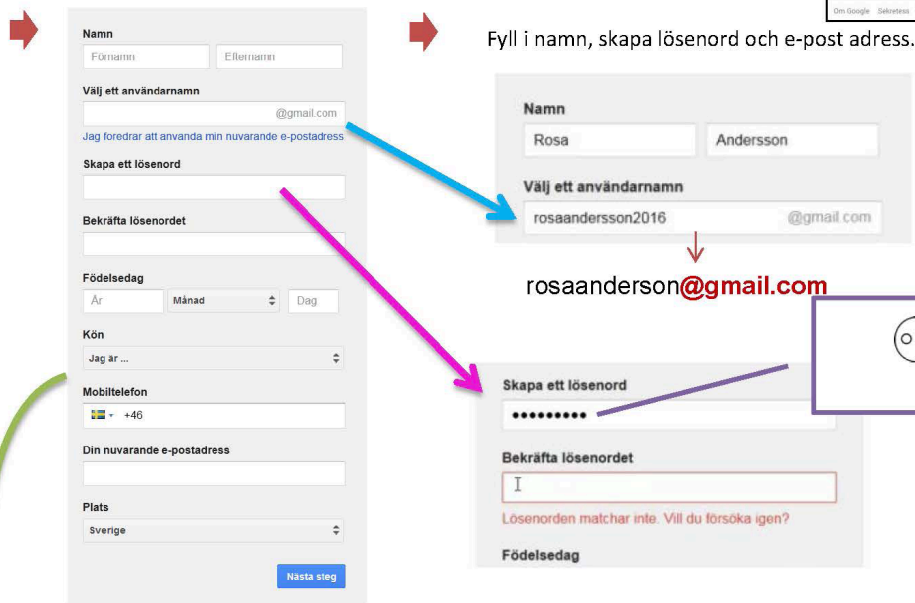 Om Google Sekretess
Fyll i namn, skapa lösenord och e-post adress.
Namn
Förnamn Efternamn
Välj ett användarnamn
@gmail.com
Jag foredrar att anvanda min nuvarande e-postadress
Skapa ett lösenord
Bekräfta lösenordet
Födelsedag
År Månad Dag
Kön
Jag är ...
Mobiltelefon
+46
Din nuvarande e-postadress
Plats
Sverige
Nästa steg
Namn
Rosa Andersson
Välj ett användarnamn
rosaandersson2016 @gmail.com
rosaanderson@gmail.com
Skapa ett lösenord
•••••••••
Bekräfta lösenordet
Lösenorden matchar inte. Vill du försöka igen?
Födelsedag